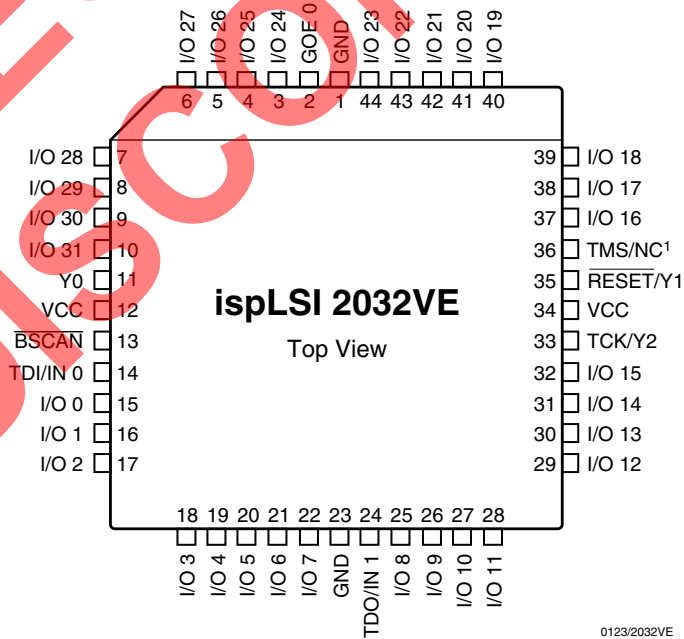 I/O 27
I/O 26
I/O 25
I/O 24
GOE 0
GND
I/O 23
I/O 22
I/O 21
I/O 20
I/O 19
6 5 4 3 2 1 44 43 42 41 40
I/O 28 7 39 I/O 18
I/O 29 8 38 I/O 17
I/O 30 9 37 I/O 16
I/O 31 10 36 TMS/NC1
Y0 11 35 RESET/Y1
VCC 12 34 VCC
BSCAN 13 33 TCK/Y2
TDI/IN 0 14 32 I/O 15
I/O 0 15 31 I/O 14
I/O 1 16 30 I/O 13
I/O 2 17 29 I/O 12
ispLSI 2032VE
Top View
18 19 20 21 22 23 24 25 26 27 28
I/O 3
I/O 4
I/O 5
I/O 6
I/O 7
GND
TDO/IN 1
I/O 8
I/O 9
I/O 10
I/O 11
0123/2032VE
DISCO